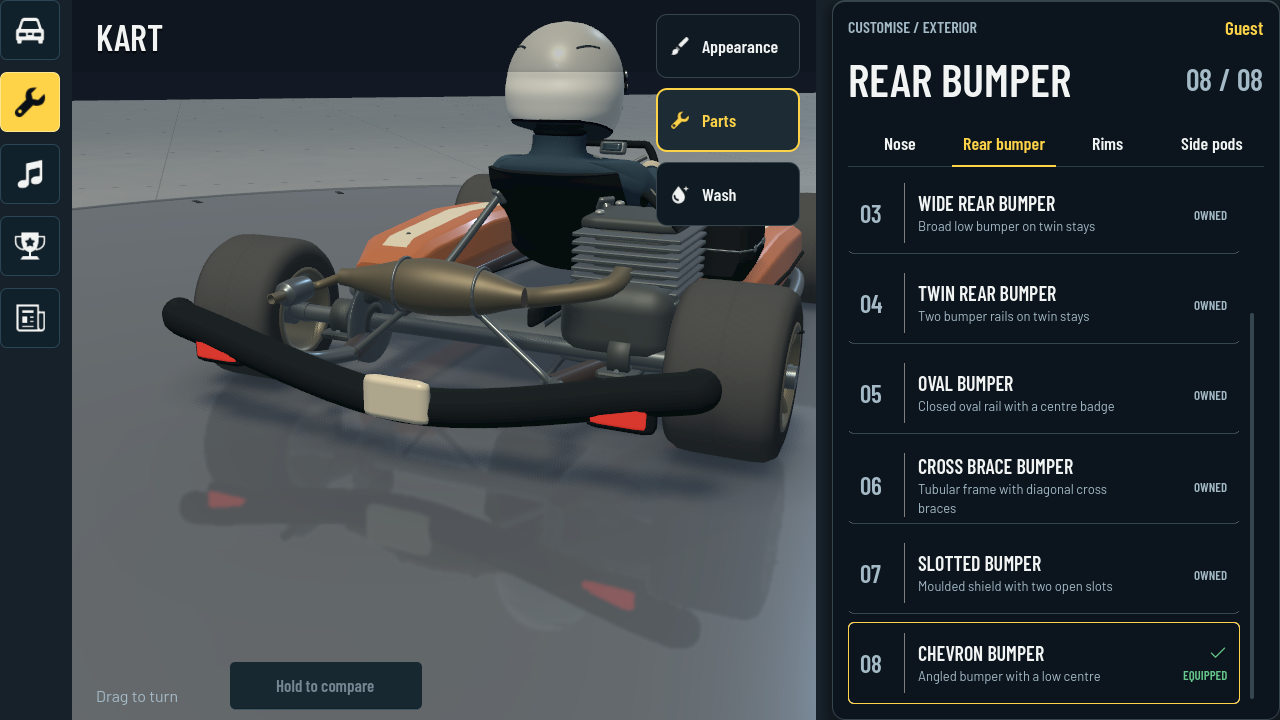 KART
Appearance
Parts
Wash
Drag to turn
Hold to compare
CUSTOMISE / EXTERIOR
Guest
REAR BUMPER
08 / 08
Nose
Rear bumper
Rims
Side pods
03
WIDE REAR BUMPER
Broad low bumper on twin stays
OWNED
04
TWIN REAR BUMPER
Two bumper rails on twin stays
OWNED
05
OVAL BUMPER
Closed oval rail with a centre badge
OWNED
06
CROSS BRACE BUMPER
Tubular frame with diagonal cross
braces
OWNED
07
SLOTTED BUMPER
Moulded shield with two open slots
OWNED
08
CHEVRON BUMPER
Angled bumper with a low centre
EQUIPPED